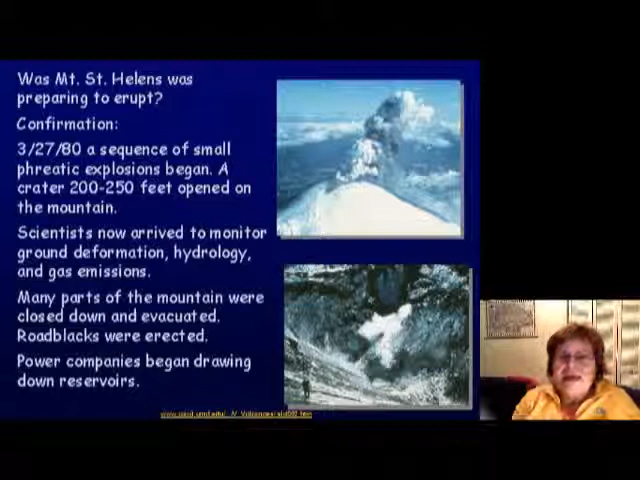 Was Mt. St. Helens was
preparing to erupt?
Confirmation:
3/27/80 a sequence of small
phreatic explosions began. A
crater 200-250 feet opened on
the mountain.
Scientists now arrived to monitor
ground deformation, hydrology,
and gas emissions.
Many parts of the mountain were
closed down and evacuated.
Roadblacks were erected.
Power companies began drawing
down reservoirs.